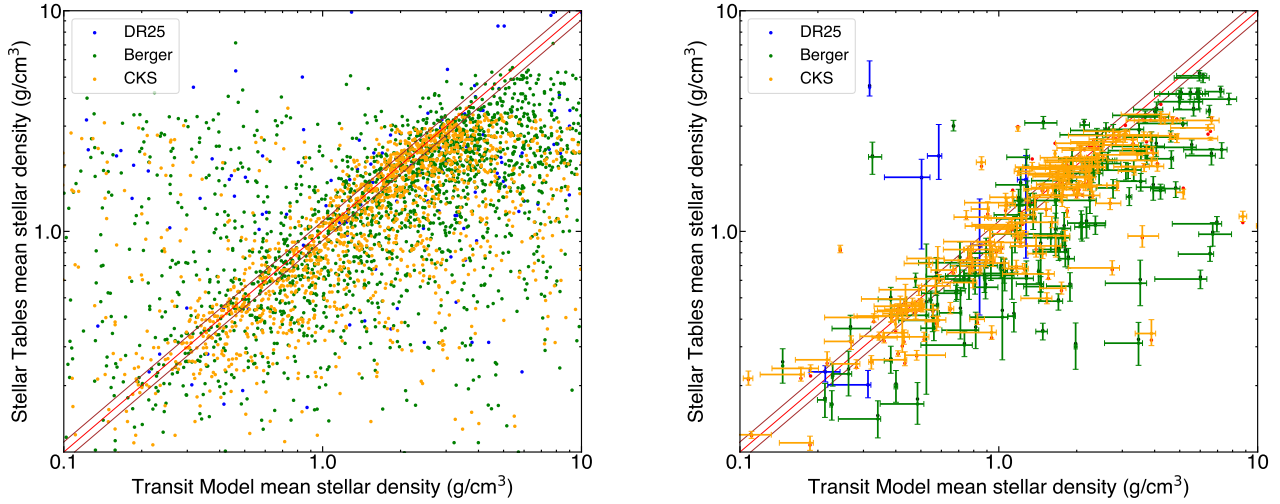 10
1.0
Stellar Tables mean stellar density (g/cm³)
DR25
Berger
CKS
0.1
1.0
10
Transit Model mean stellar density (g/cm³)
10
1.0
Stellar Tables mean stellar density (g/cm³)
DR25
Berger
CKS
0.1
1.0
10
Transit Model mean stellar density (g/cm³)